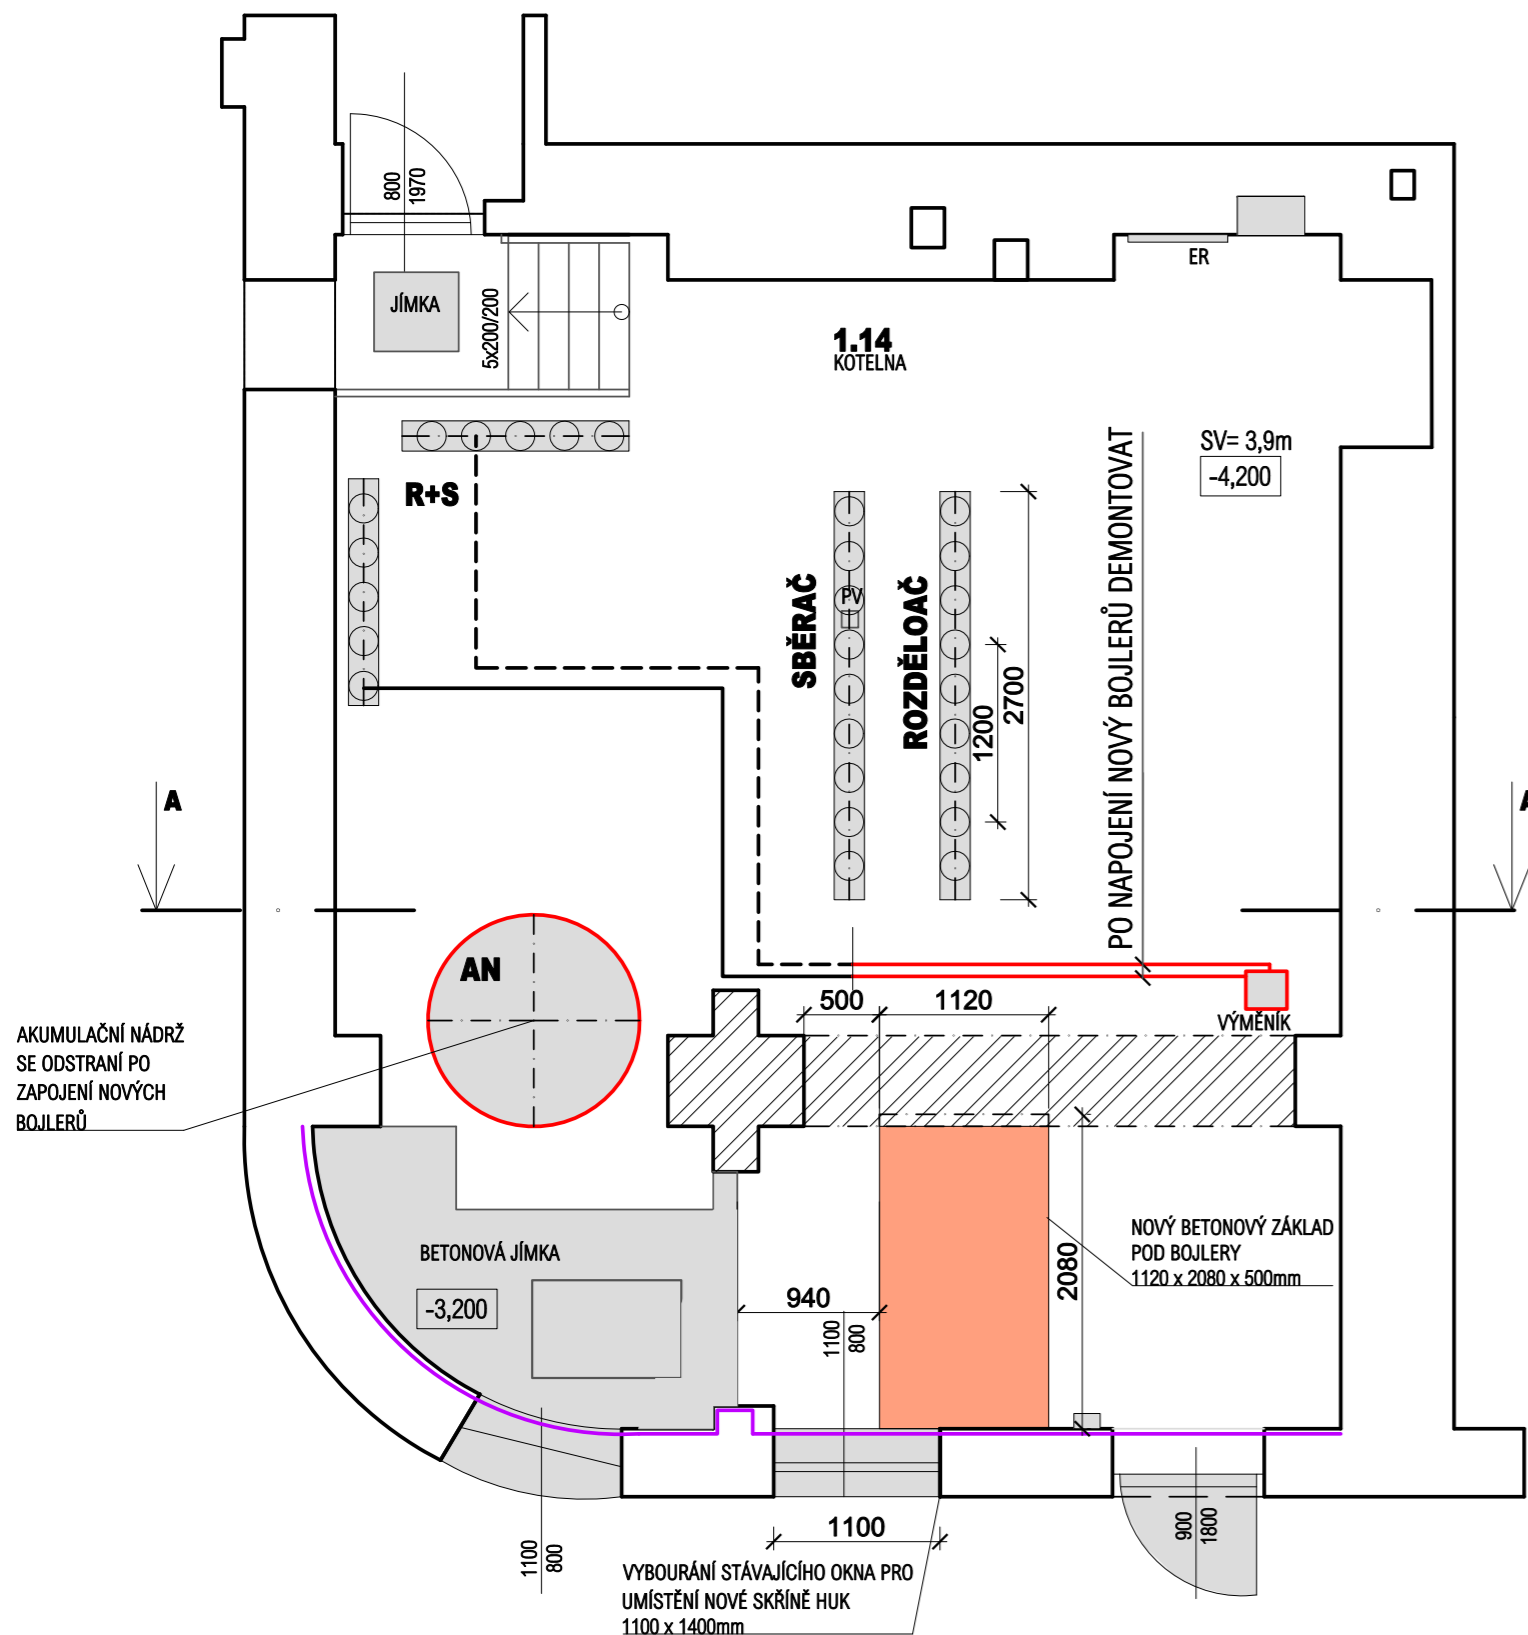 800
1970
JÍMKA
5x200/200
ER
1.14
KOTELNA
SV= 3,9m
-4,200
R+S
PV
SBĚRAČ
ROZDĚLOAČ
1200
2700
PO NAPOJENÍ NOVÝ BOJLERŮ DEMONTOVAT
A
A
AN
500
1120
VÝMĚNÍK
AKUMULAČNÍ NÁDRŽ
SE ODSTRANÍ PO
ZAPOJENÍ NOVÝCH
BOJLERŮ
BETONOVÁ JÍMKA
-3,200
940
1100
800
2080
NOVÝ BETONOVÝ ZÁKLAD
POD BOJLERY
1120 x 2080 x 500mm
1100
1100
800
900
1800
VYBOURÁNÍ STÁVAJÍCÍHO OKNA PRO
UMÍSTĚNÍ NOVÉ SKŘÍNĚ HUK
1100 x 1400mm